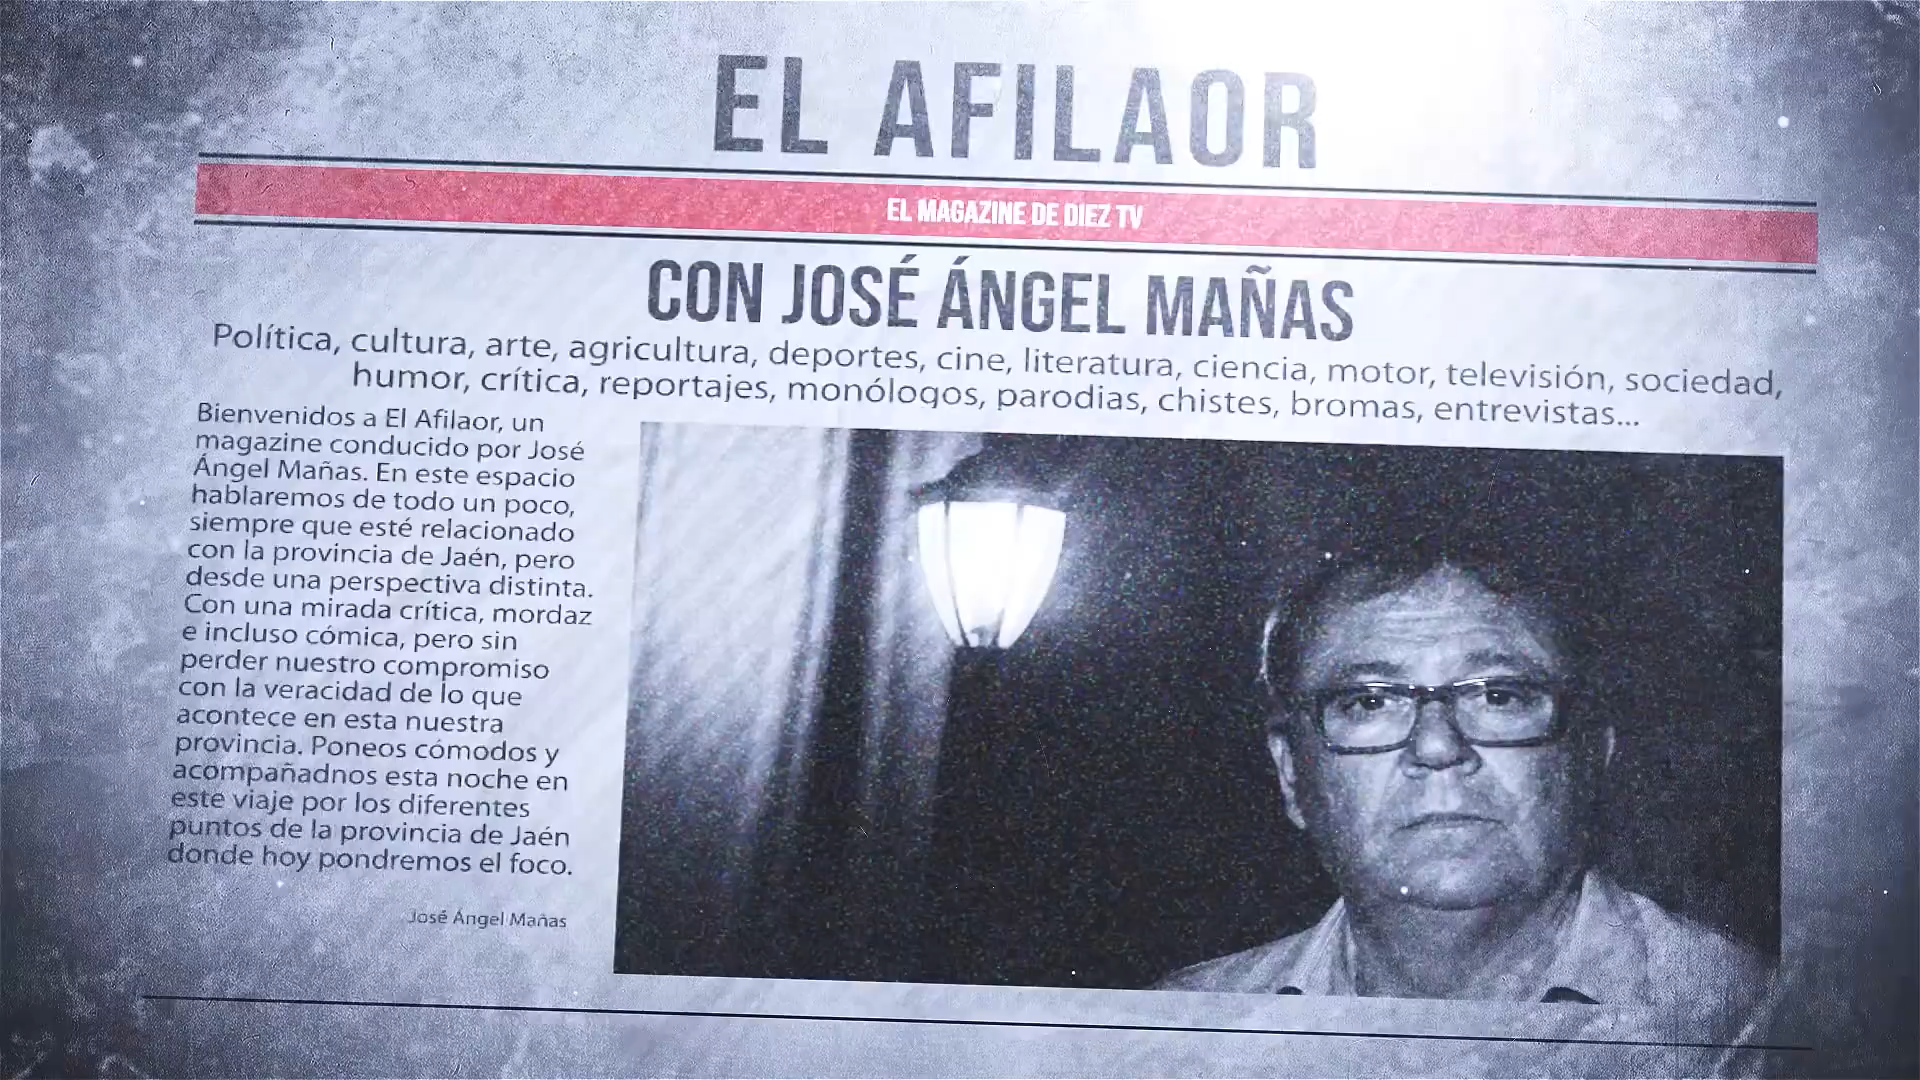 EL AFILAOR
EL MAGAZINE DE DIEZ TV
CON JOSÉ ÁNGEL MAÑAS
Política, cultura, arte, agricultura, deportes, cine, literatura, ciencia, motor, televisión, sociedad,
humor, crítica, reportajes, monólogos, parodias, chistes, bromas, entrevistas...
Bienvenidos a El Afilaor, un
magazine conducido por José
Ángel Mañas. En este espacio
hablaremos de todo un poco,
siempre que esté relacionado
con la provincia de Jaén, pero
desde una perspectiva distinta.
Con una mirada crítica, mordaz
e incluso cómica, pero sin
perder nuestro compromiso
con la veracidad de lo que
acontece en esta nuestra
provincia. Poneos cómodos y
acompañadnos esta noche en
este viaje por los diferentes
puntos de la provincia de Jaén
donde hoy pondremos el foco.
José Ángel Mañas